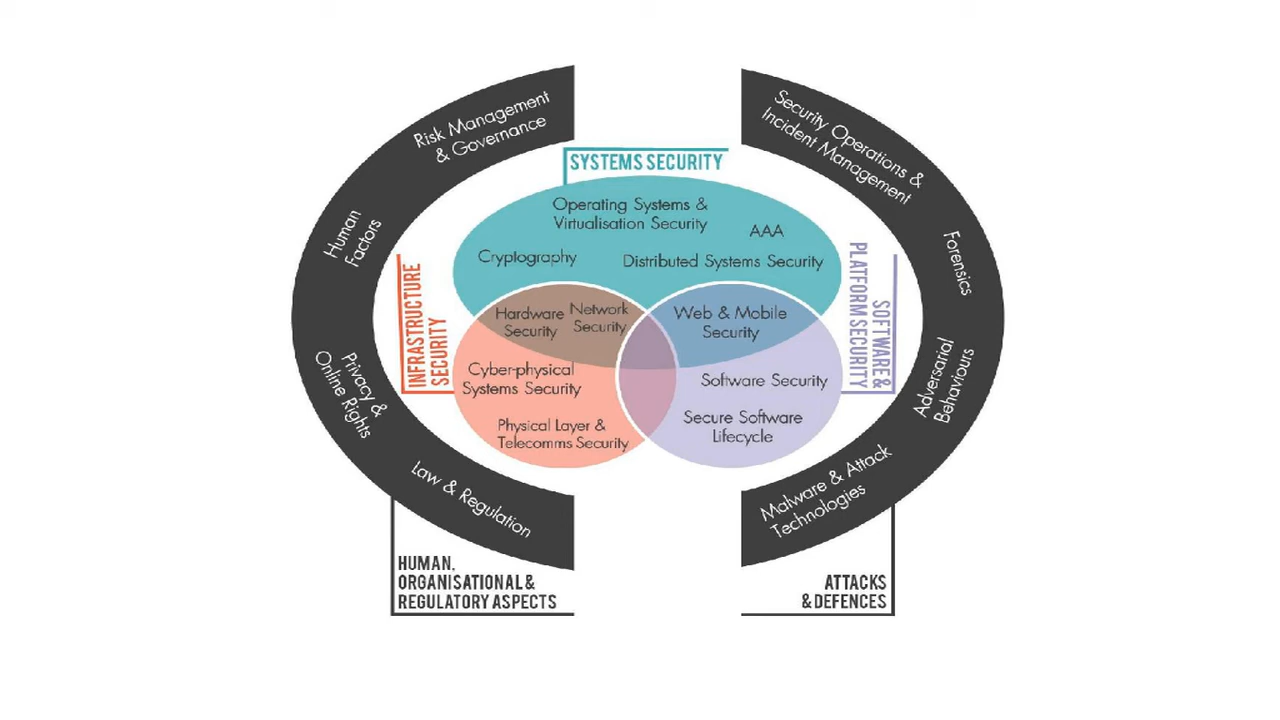 Risk Management
& Governance
Human
Factors
Privacy &
Online Rights
Law & Regulation
HUMAN,
ORGANISATIONAL &
REGULATORY ASPECTS
SYSTEMS SECURITY
Operating Systems &
Virtualisation Security
AAA
Cryptography
Distributed Systems Security
INFRASTRUCTURE
SECURITY
Hardware
Security
Network
Security
Web & Mobile
Security
Cyber-physical
Systems Security
Physical Layer &
Telecomms Security
Software Security
Secure Software
Lifecycle
SOFTWARE &
PLATFORM SECURITY
Security Operations &
Incident Management
Forensics
Adversarial
Behaviours
Malware & Attack
Technologies
ATTACKS
& DEFENCES